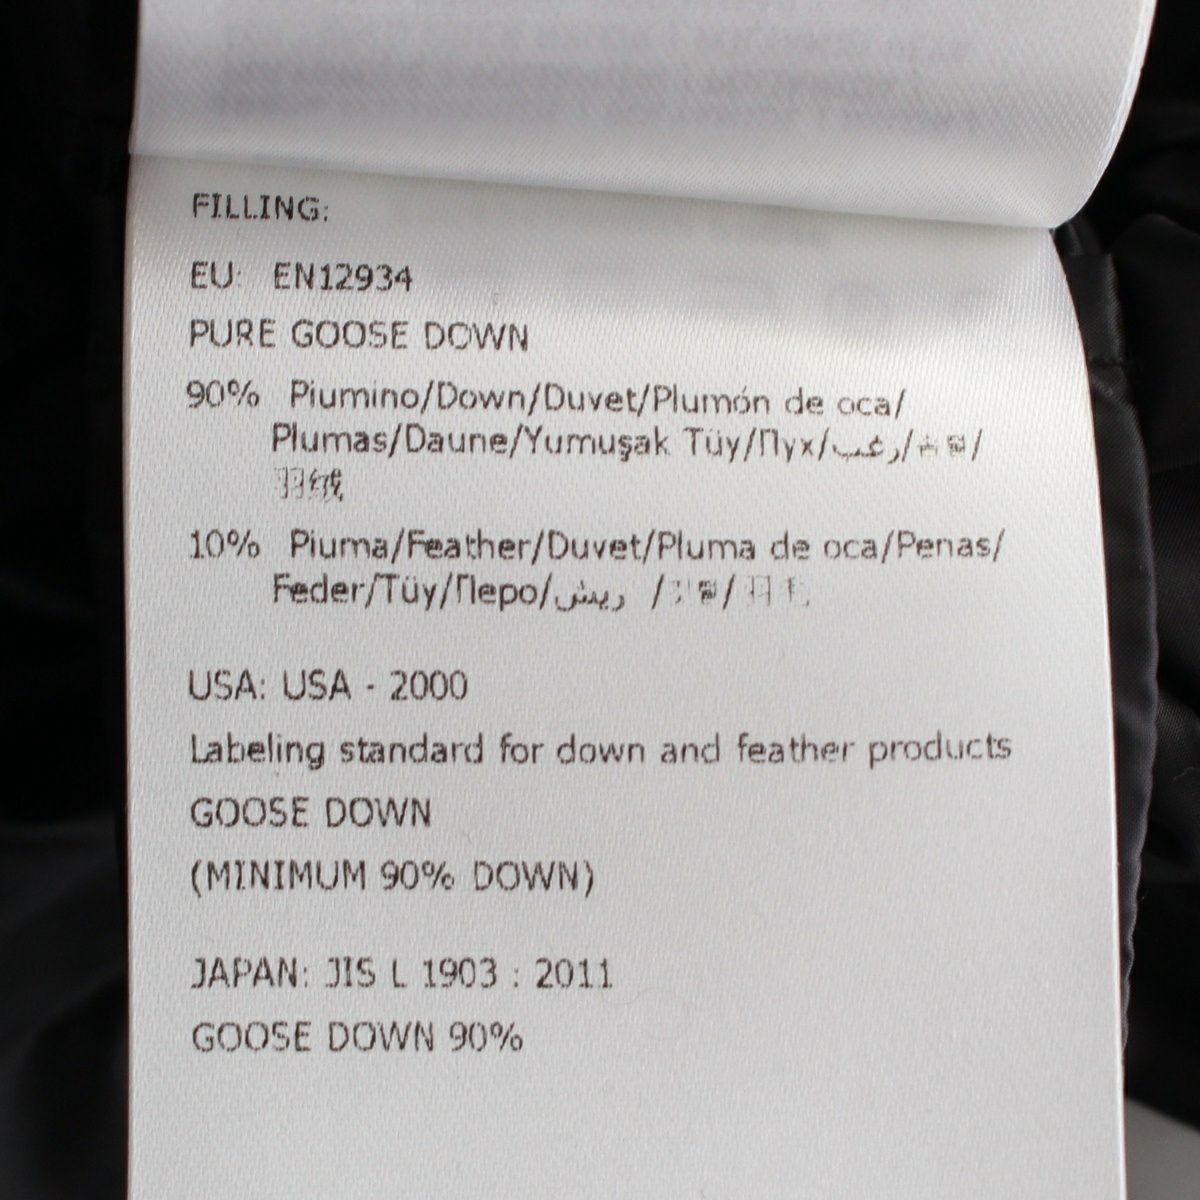 FILLING:
EU: EN12934
PURE GOOSE DOWN
90% Piumino/Down/Duvet/Plumón de oca/
Plumas/Daune/Yumuşak Tüy/Пух/زغب/
羽绒
10% Piuma/Feather/Duvet/Pluma de oca/Penas/
Feder/Tüy/Перо/ريش / /羽毛
USA: USA - 2000
Labeling standard for down and feather products
GOOSE DOWN
(MINIMUM 90% DOWN)
JAPAN: JIS L 1903 : 2011
GOOSE DOWN 90%